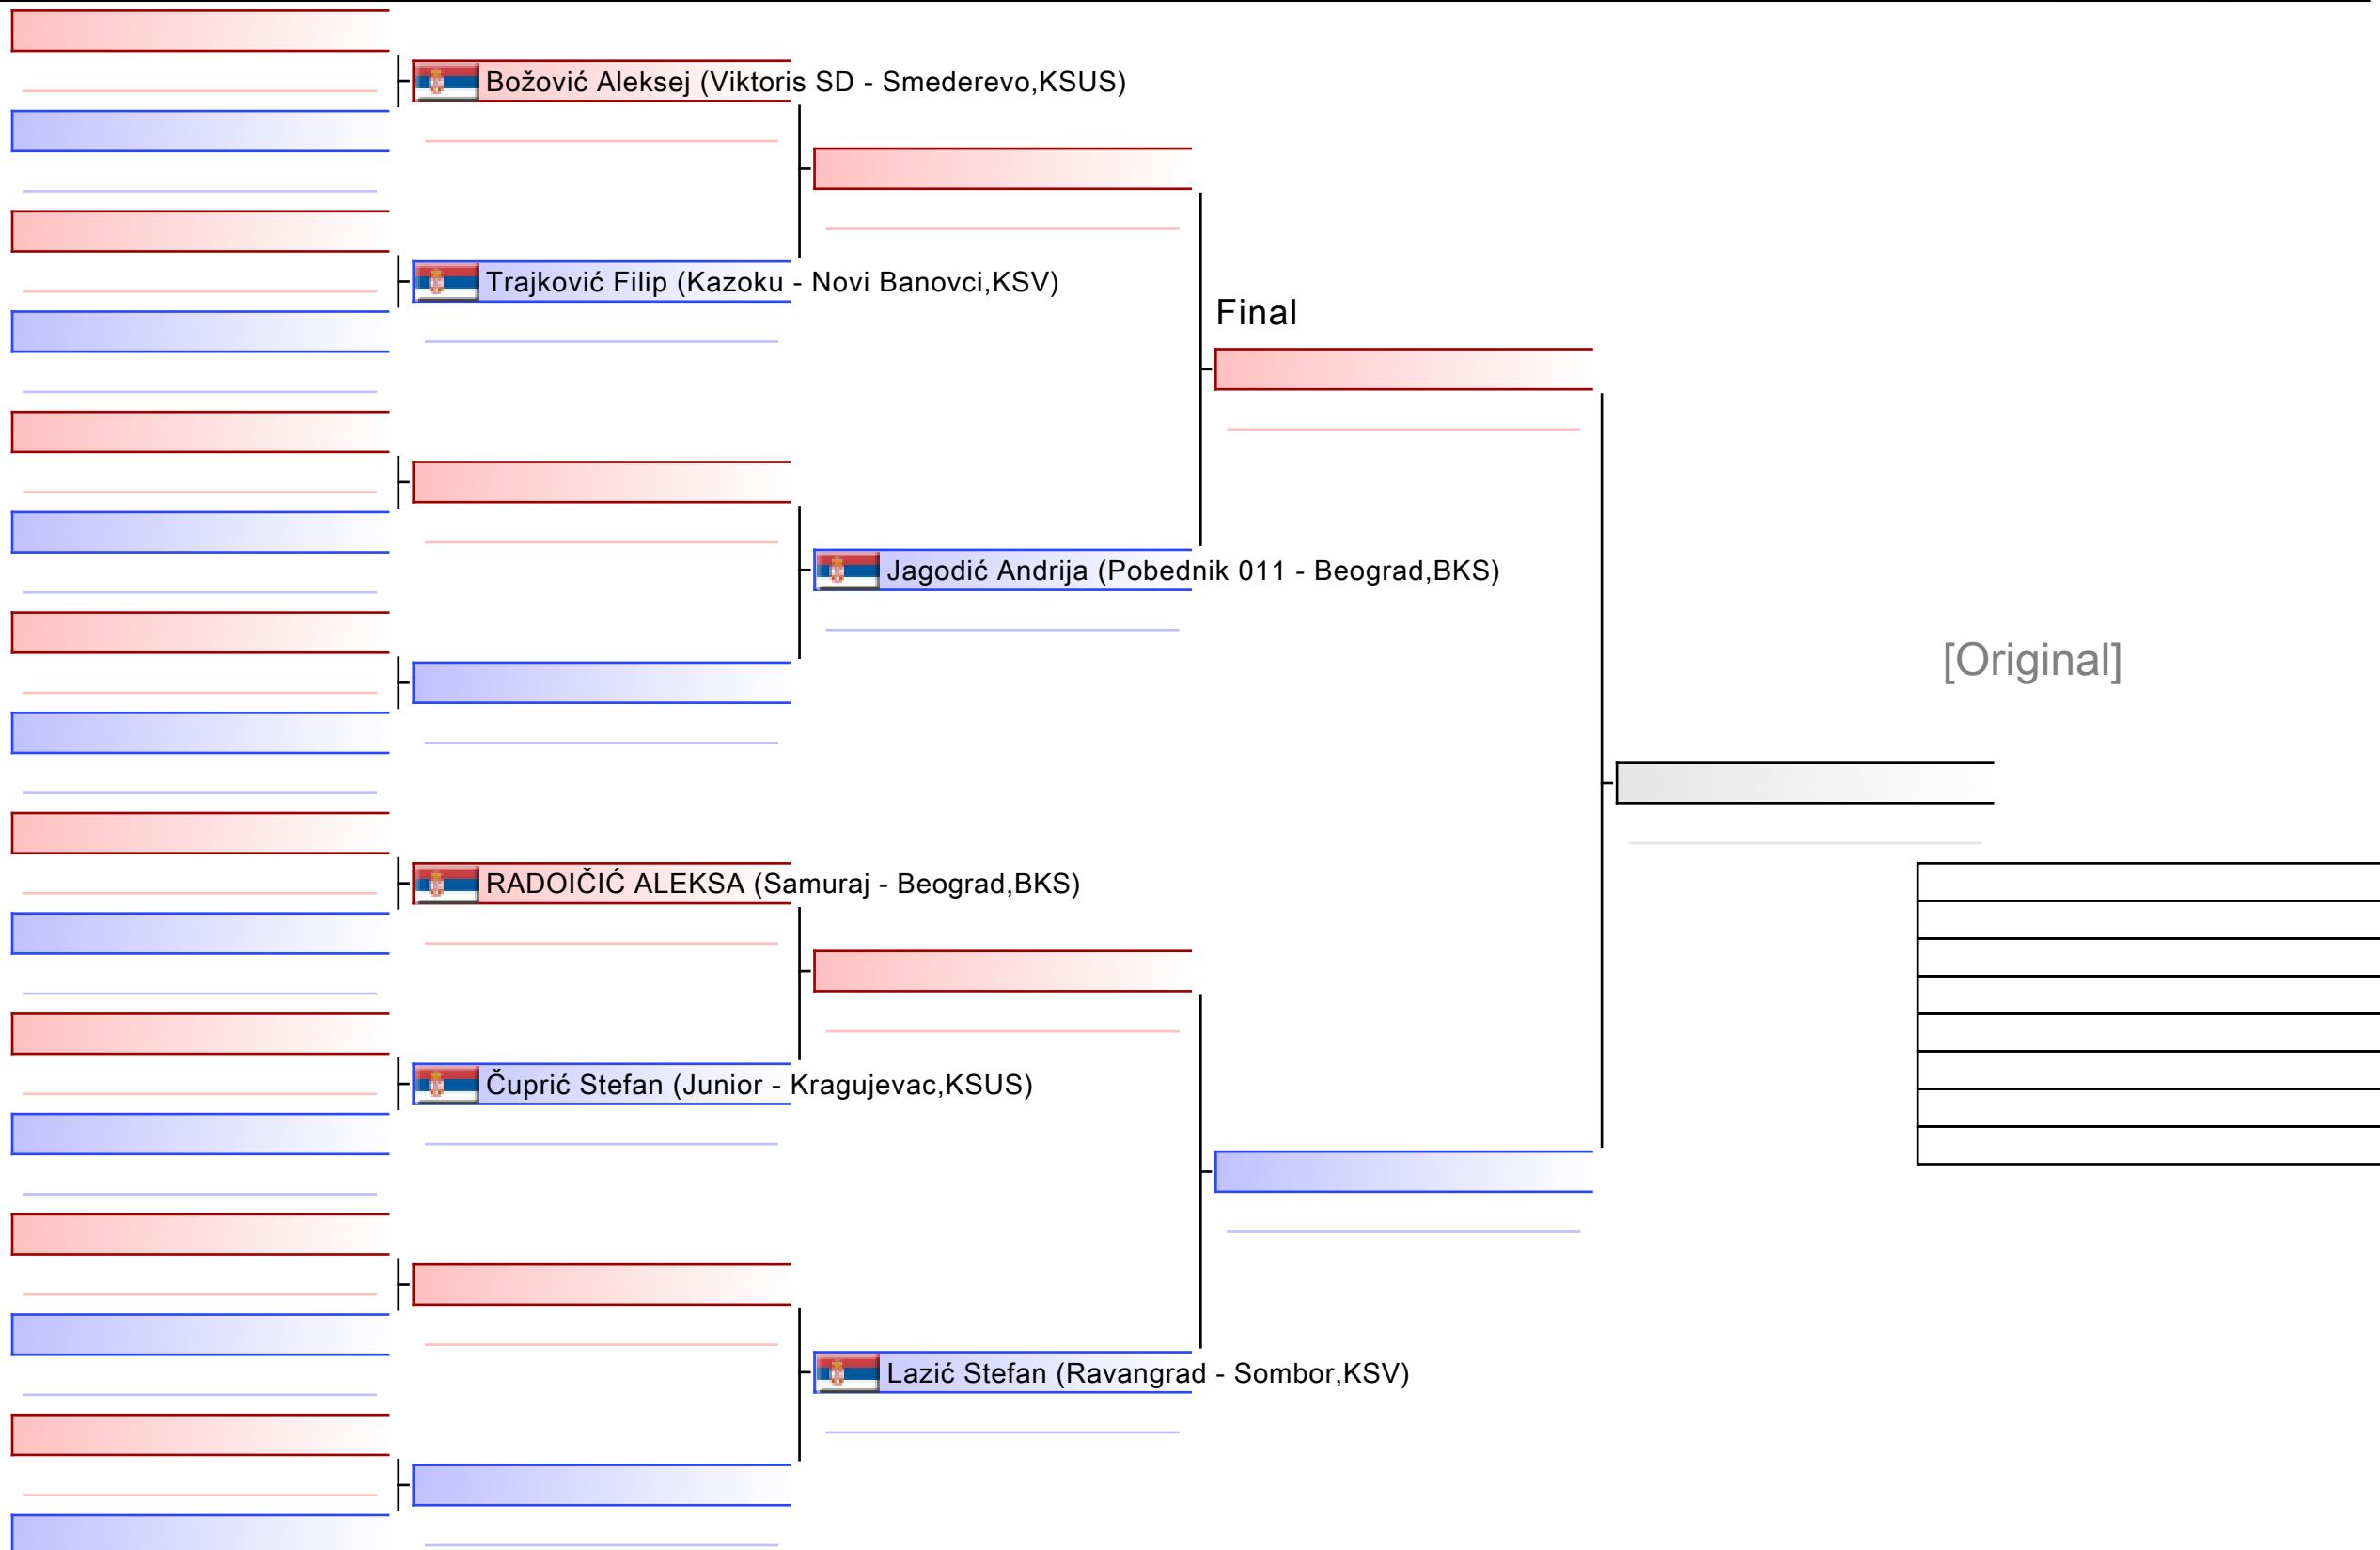 Božović Aleksej (Viktoris SD - Smederevo,KSUS)
Trajković Filip (Kazoku - Novi Banovci,KSV)
Final
Jagodić Andrija (Pobednik 011 - Beograd,BKS)
[Original]
RADOIČIĆ ALEKSA (Samuraj - Beograd,BKS)
Čuprić Stefan (Junior - Kragujevac,KSUS)
Lazić Stefan (Ravangrad - Sombor,KSV)